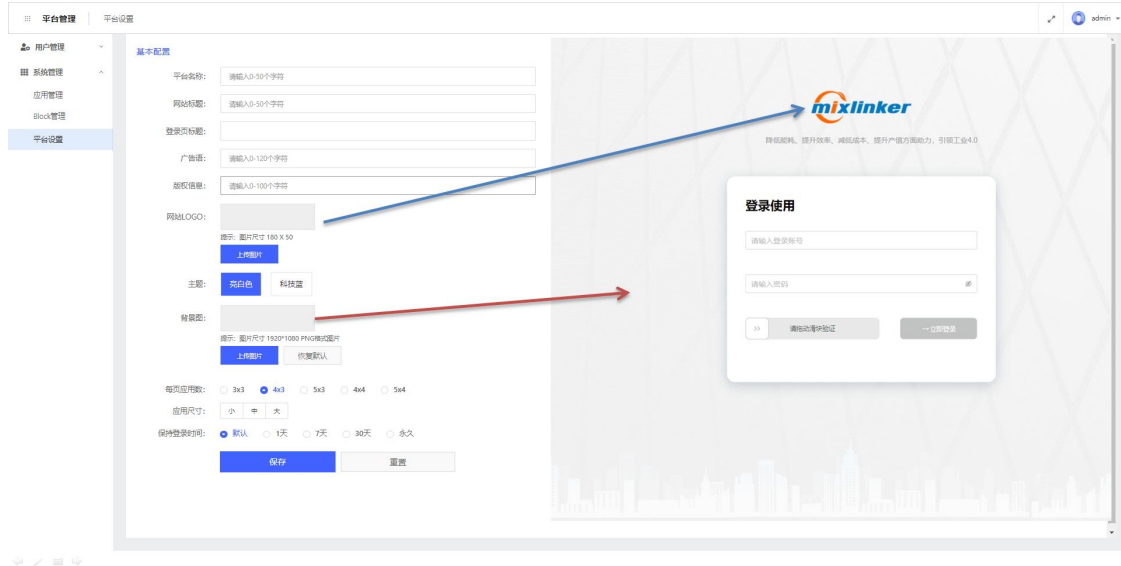 平台管理 平台设置 admin
用户管理
系统管理
应用管理
Block管理
平台设置
基本配置
平台名称: 请输入0-50个字符
网站标题: 请输入0-50个字符
登录页标题:
广告语: 请输入0-120个字符
版权信息: 请输入0-100个字符
网站LOGO:
提示: 图片尺寸 180 X 50
上传图片
主题: 亮白色 科技蓝
背景图:
提示: 图片尺寸 1920*1080 PNG格式图片
上传图片 恢复默认
每页应用数: 3x3 4x3 5x3 4x4 5x4
应用尺寸: 小 中 大
保持登录时间: 默认 1天 7天 30天 永久
保存 重置
mixlinker
降低能耗、提升效率、减低成本、提升产值方面助力，引领工业4.0
登录使用
请输入登录账号
请输入密码
>> 请拖动滑块验证 →立即登录